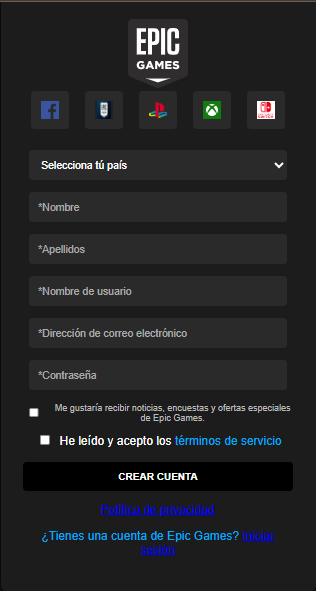 EPIC
GAMES
Selecciona tú país
*Nombre
*Apellidos
*Nombre de usuario
*Dirección de correo electrónico
*Contraseña
Me gustaría recibir noticias, encuestas y ofertas especiales
de Epic Games.
He leído y acepto los términos de servicio
CREAR CUENTA
Política de privacidad
¿Tienes una cuenta de Epic Games? Iniciar
sesión